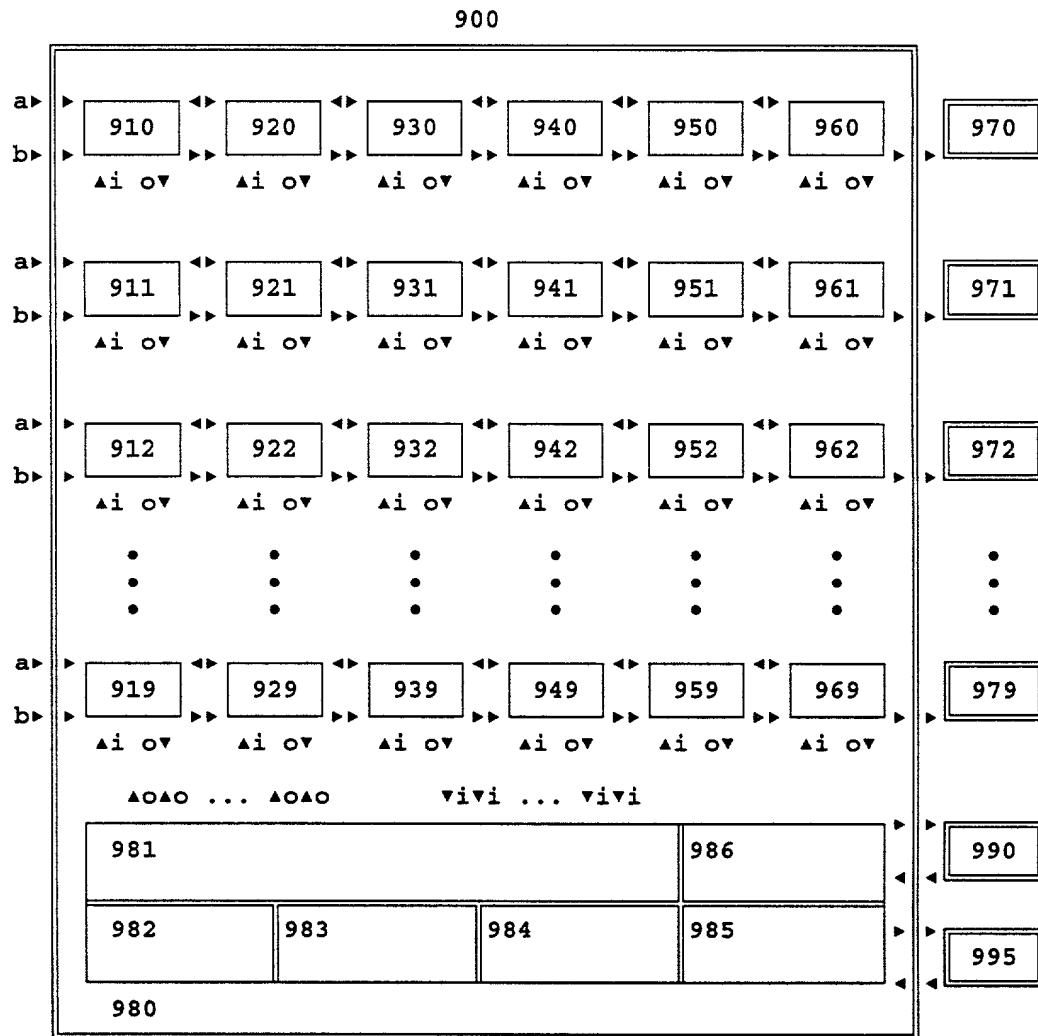 900
a▶ ▶ 910 ◀▶ 920 ◀▶ 930 ◀▶ 940 ◀▶ 950 ◀▶ 960 970
b▶ ▶ ▶▶ ▶▶ ▶▶ ▶▶ ▶▶ ▶ ▶
▲i o▼ ▲i o▼ ▲i o▼ ▲i o▼ ▲i o▼ ▲i o▼
a▶ ▶ 911 ◀▶ 921 ◀▶ 931 ◀▶ 941 ◀▶ 951 ◀▶ 961 971
b▶ ▶ ▶▶ ▶▶ ▶▶ ▶▶ ▶▶ ▶ ▶
▲i o▼ ▲i o▼ ▲i o▼ ▲i o▼ ▲i o▼ ▲i o▼
a▶ ▶ 912 ◀▶ 922 ◀▶ 932 ◀▶ 942 ◀▶ 952 ◀▶ 962 972
b▶ ▶ ▶▶ ▶▶ ▶▶ ▶▶ ▶▶ ▶ ▶
▲i o▼ ▲i o▼ ▲i o▼ ▲i o▼ ▲i o▼ ▲i o▼
a▶ ▶ 919 ◀▶ 929 ◀▶ 939 ◀▶ 949 ◀▶ 959 ◀▶ 969 979
b▶ ▶ ▶▶ ▶▶ ▶▶ ▶▶ ▶▶ ▶ ▶
▲i o▼ ▲i o▼ ▲i o▼ ▲i o▼ ▲i o▼ ▲i o▼
▲o▲o ... ▲o▲o ▼i▼i ... ▼i▼i
981 986 990
982 983 984 985 995
980